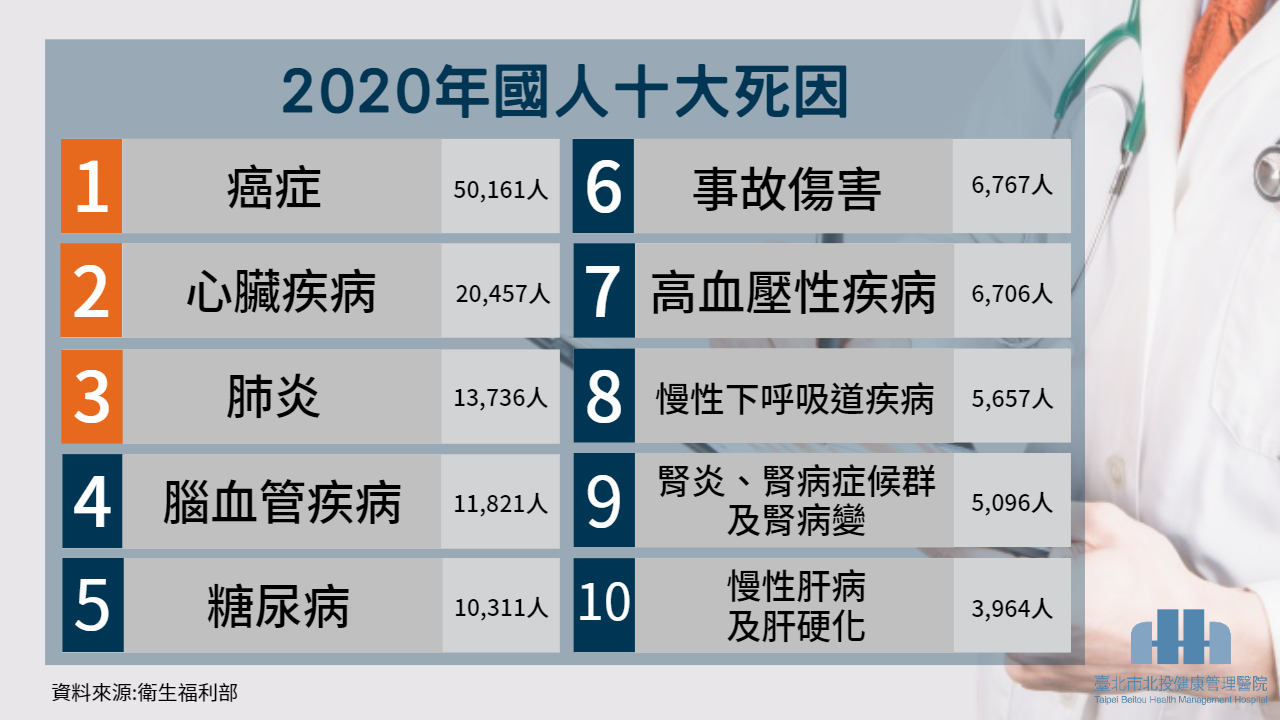 2020年國人十大死因
1 癌症 50,161人
2 心臟疾病 20,457人
3 肺炎 13,736人
4 腦血管疾病 11,821人
5 糖尿病 10,311人
6 事故傷害 6,767人
7 高血壓性疾病 6,706人
8 慢性下呼吸道疾病 5,657人
9 腎炎、腎病症候群
及腎病變 5,096人
10 慢性肝病
及肝硬化 3,964人
資料來源:衛生福利部
臺北市北投健康管理醫院
Taipei Beitou Health Management Hospital